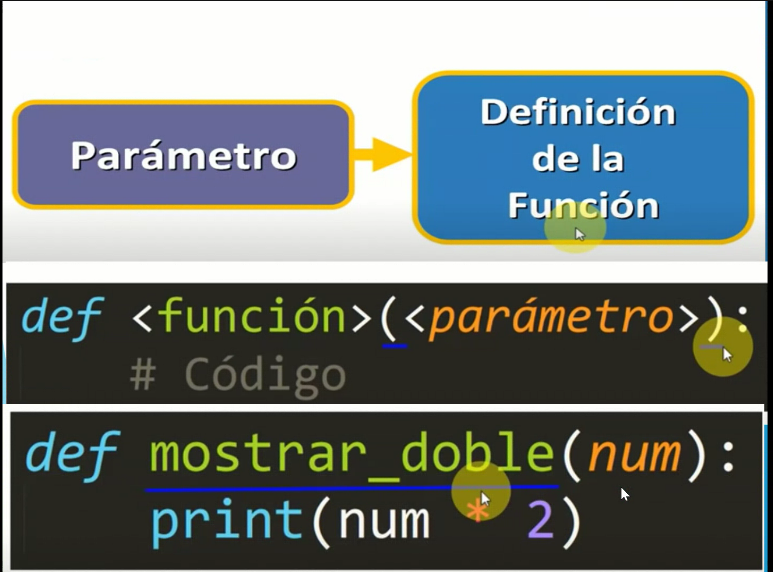 Parámetro
Definición
de la
Función
def <función>(<parámetro>):
# Código
def mostrar_doble(num):
print(num * 2)